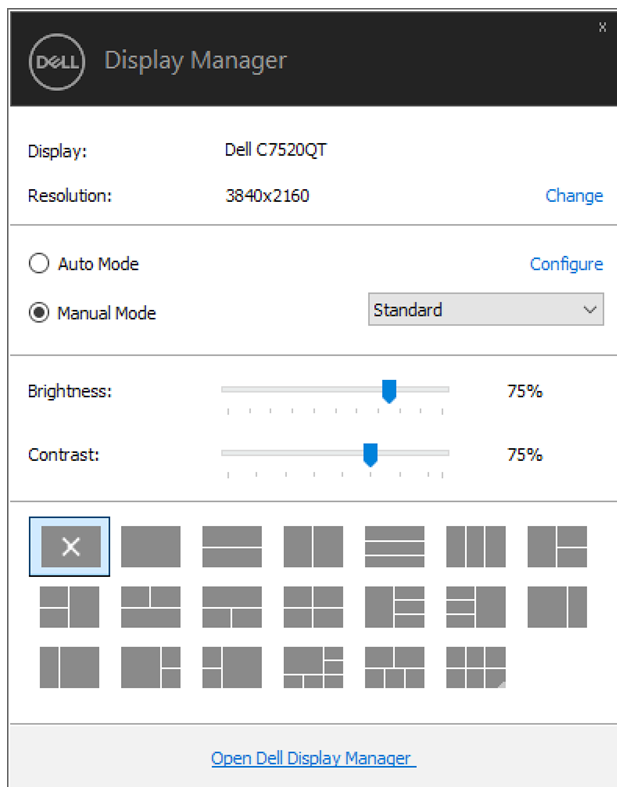 x
DELL Display Manager
Display: Dell C7520QT
Resolution: 3840x2160 Change
Auto Mode Configure
Manual Mode Standard
Brightness: 75%
Contrast: 75%
Open Dell Display Manager